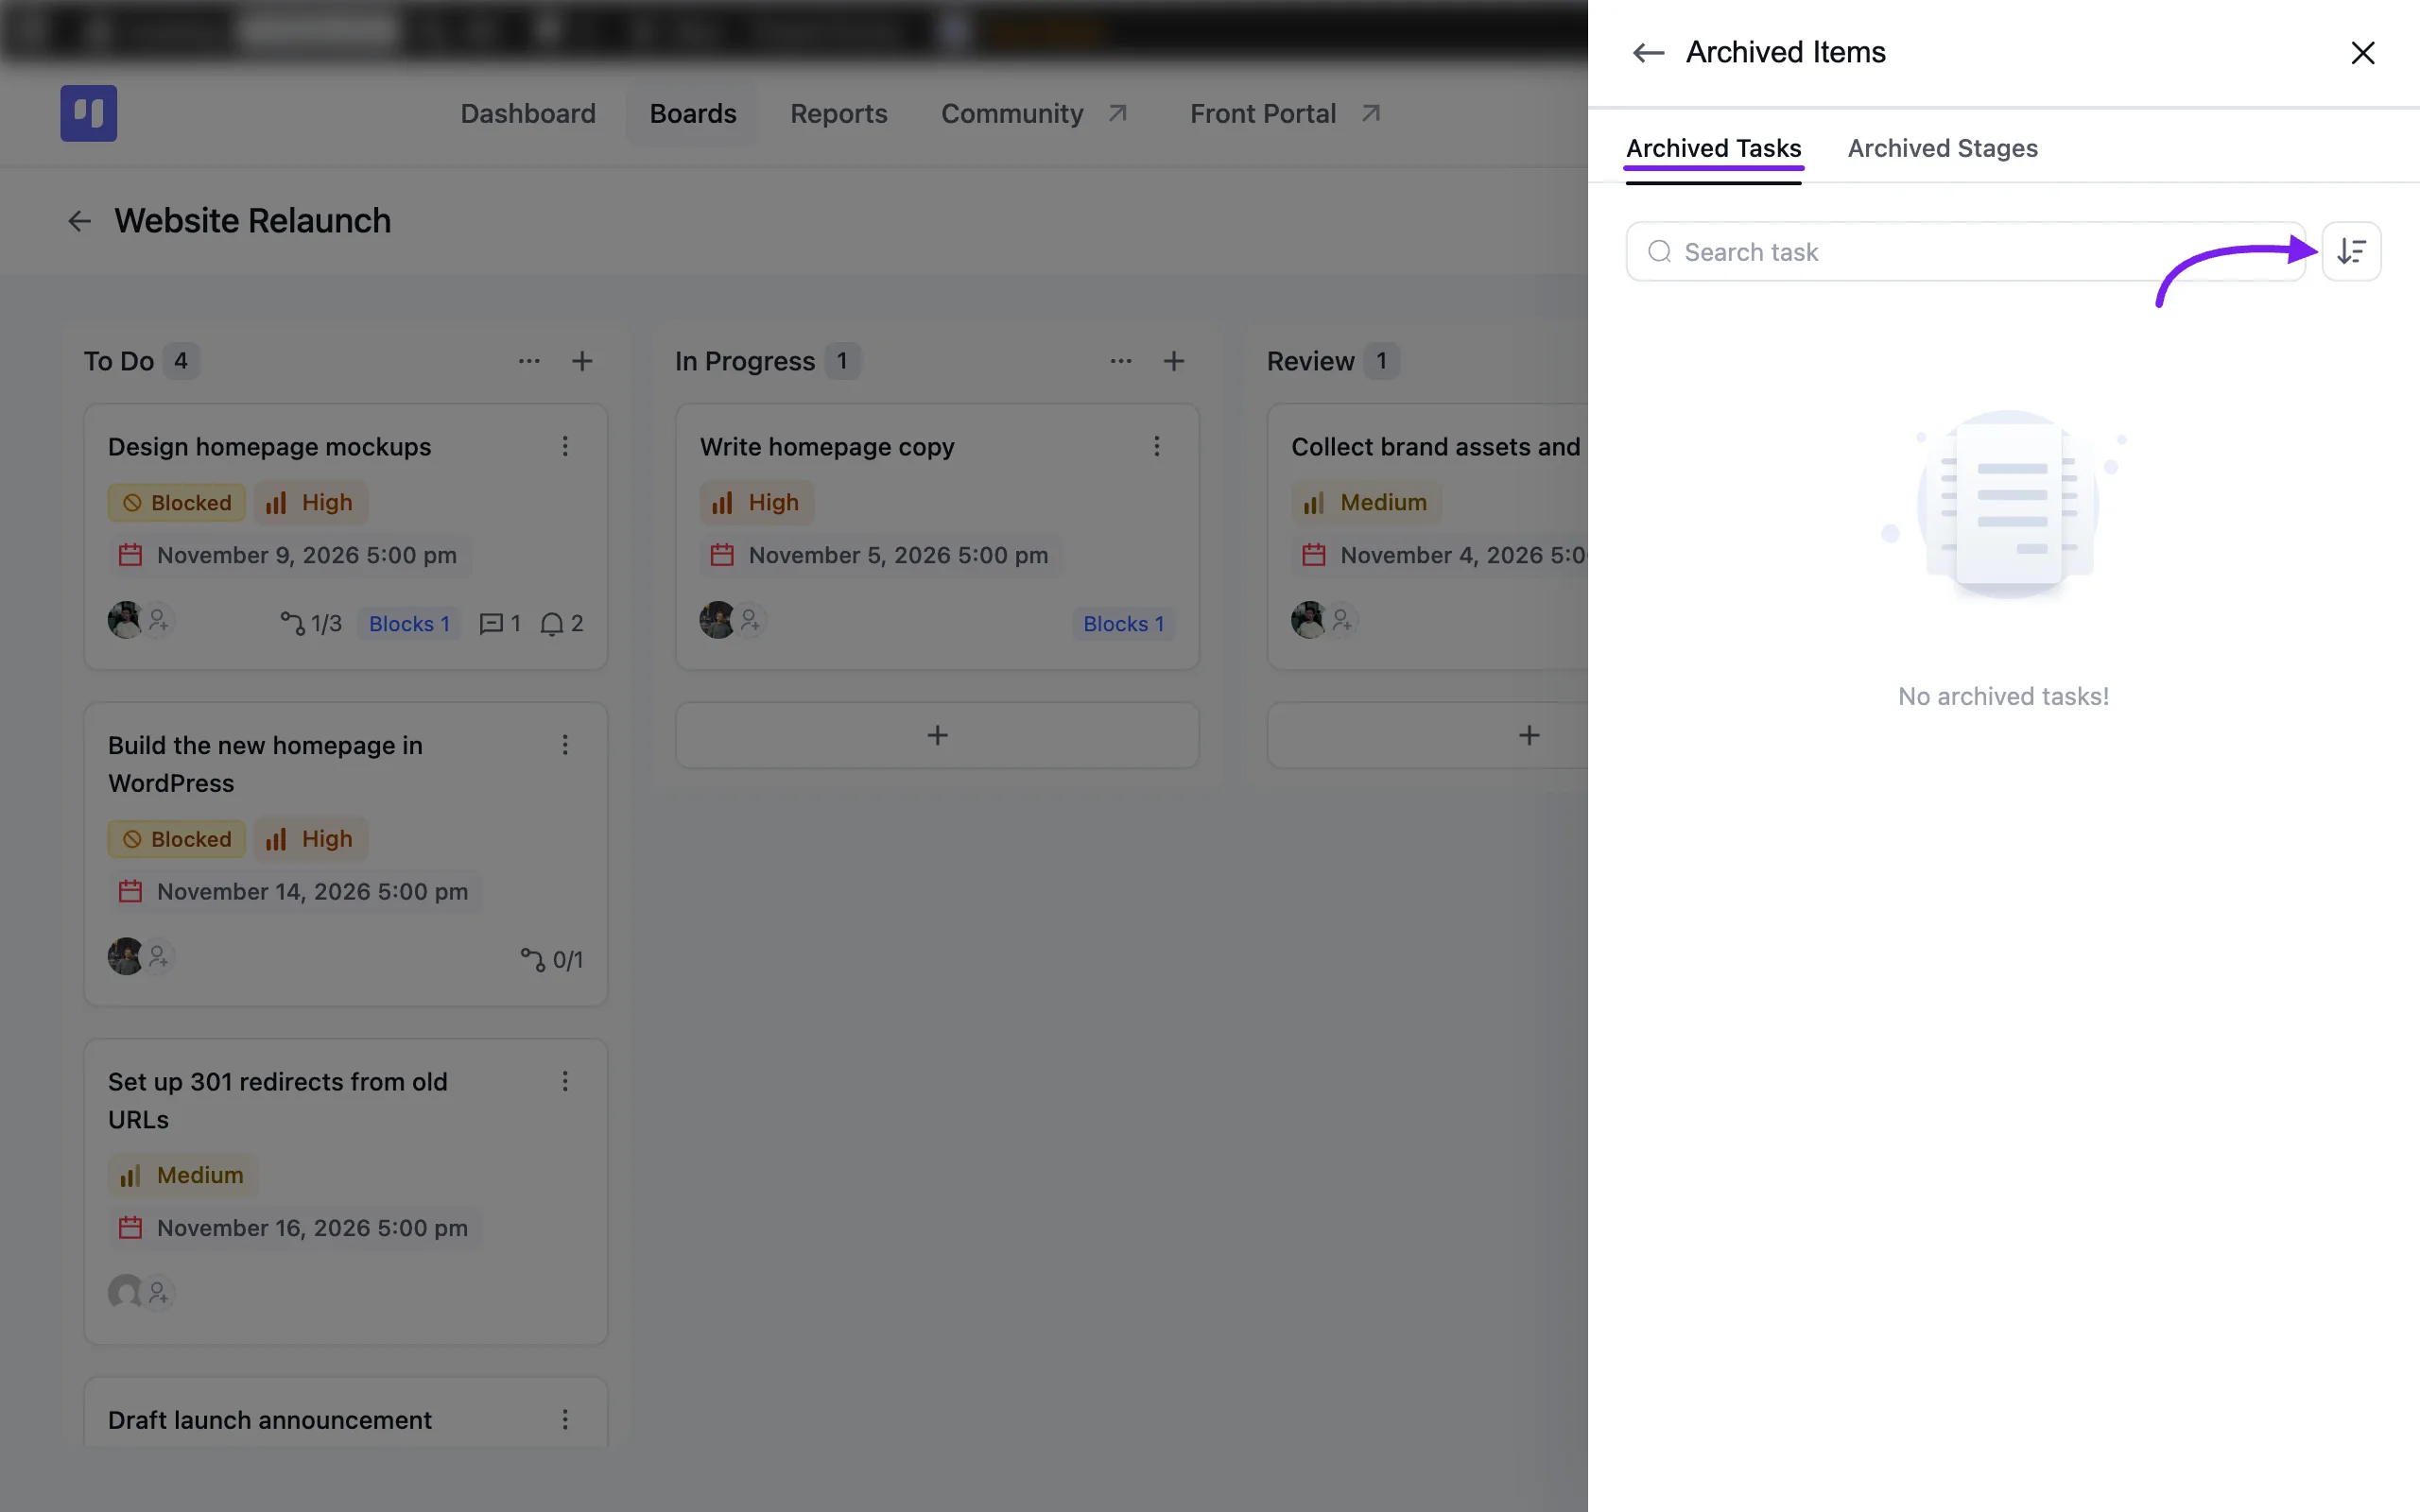 Archived Items
Dashboard
Boards
Reports
Community
Front Portal
Archived Tasks
Archived Stages
Website Relaunch
Search task
To Do 4
In Progress 1
Review 1
Design homepage mockups
Blocked
High
November 9, 2026 5:00 pm
1/3
Blocks 1
1
2
Build the new homepage in
WordPress
Blocked
High
November 14, 2026 5:00 pm
0/1
Set up 301 redirects from old
URLs
Medium
November 16, 2026 5:00 pm
Draft launch announcement
Write homepage copy
High
November 5, 2026 5:00 pm
Blocks 1
Collect brand assets and
Medium
November 4, 2026 5:0
No archived tasks!